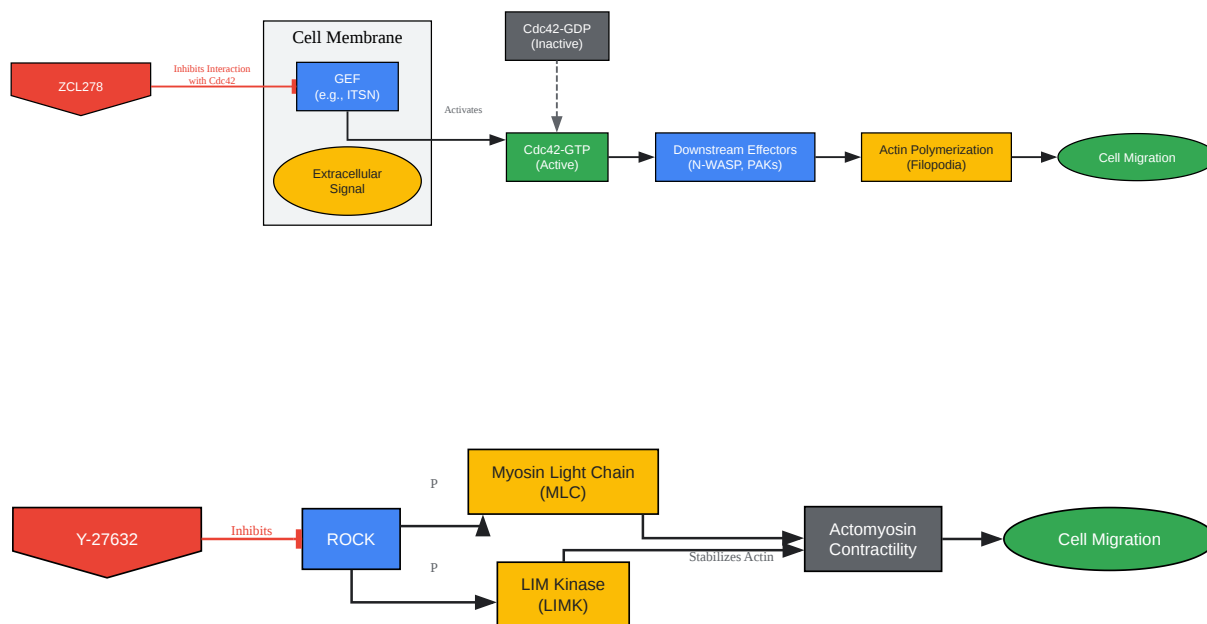 Cell Membrane
ZCL278
Inhibits Interaction
with Cdc42
GEF
(e.g., ITSN)
Extracellular
Signal
Activates
Cdc42-GDP
(Inactive)
Cdc42-GTP
(Active)
Downstream Effectors
(N-WASP, PAKs)
Actin Polymerization
(Filopodia)
Cell Migration
Y-27632
Inhibits
ROCK
P
P
Myosin Light Chain
(MLC)
LIM Kinase
(LIMK)
Stabilizes Actin
Actomyosin
Contractility
Cell Migration